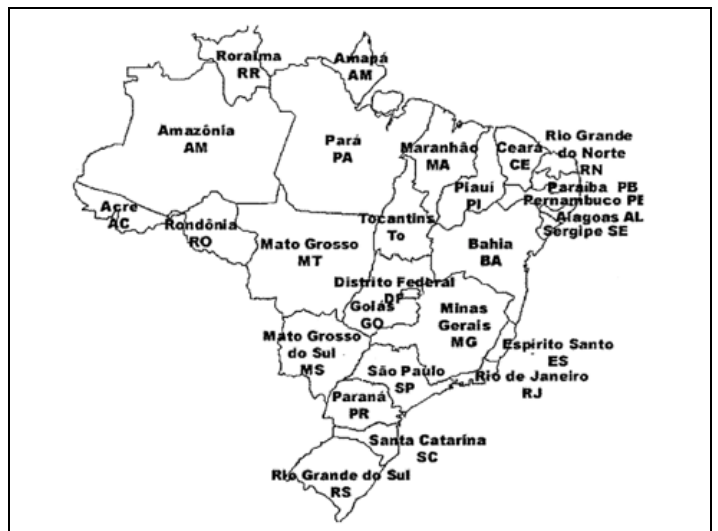 Roraima
RR
Amapá
AM
Amazônia
AM
Pará
PA
Maranhão
MA
Ceará
CE
Rio Grande
do Norte
RN
Piauí
PI
Paraíba PB
Pernambuco PE
Alagoas AL
Sergipe SE
Acre
AC
Rondônia
RO
Tocantins
To
Mato Grosso
MT
Bahia
BA
Distrito Federal
DF
Goiás
GO
Minas
Gerais
MG
Mato Grosso
do Sul
MS
Espírito Santo
ES
São Paulo
SP
Rio de Janeiro
RJ
Paraná
PR
Santa Catarina
SC
Rio Grande do Sul
RS